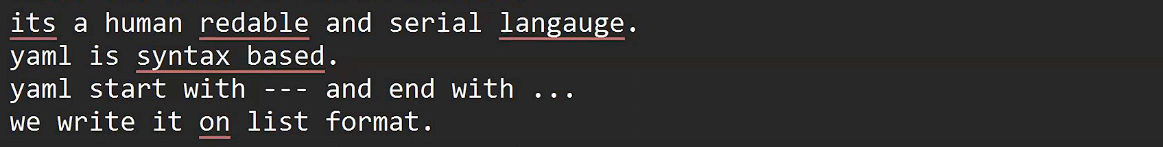 its a human redable and serial langauge.
yaml is syntax based.
yaml start with --- and end with ...
we write it on list format.